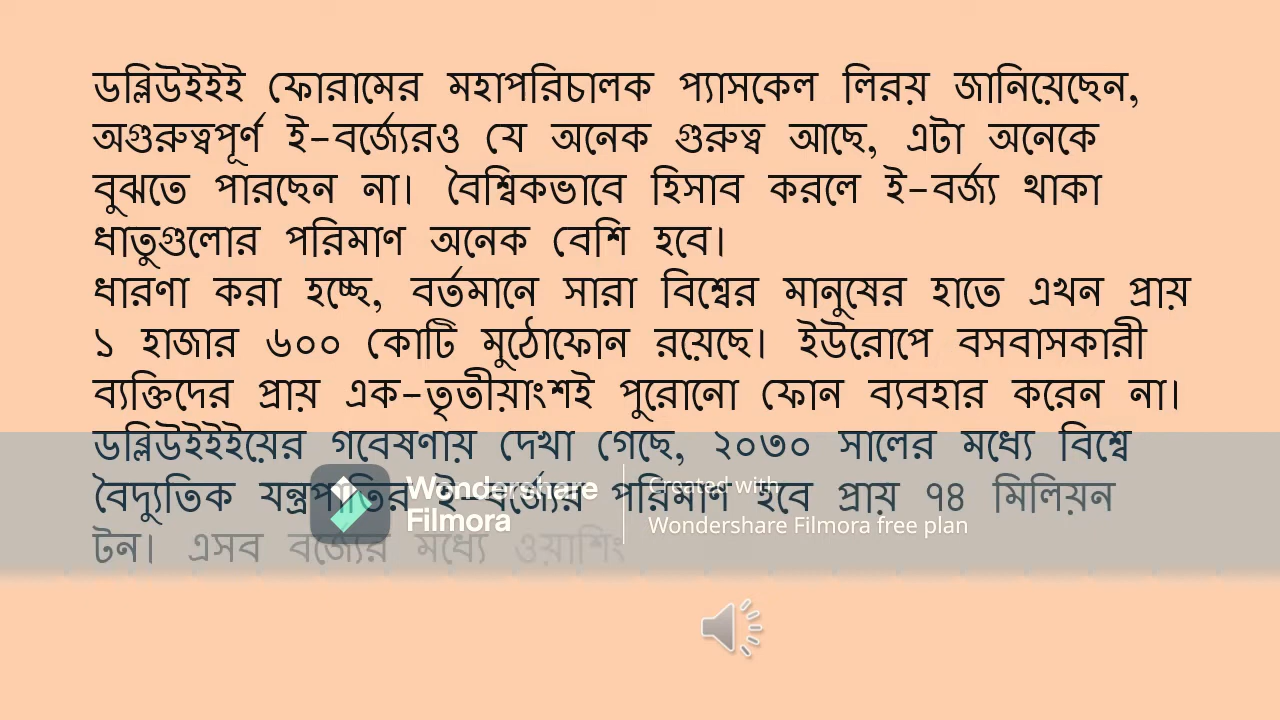 ডব্লিউইইই ফোরামের মহাপরিচালক প্যাসকেল লিরয় জানিয়েছেন,
অগুরুত্বপূর্ণ ই-বর্জ্যেরও যে অনেক গুরুত্ব আছে, এটা অনেকে
বুঝতে পারছেন না। বৈশ্বিকভাবে হিসাব করলে ই-বর্জ্য থাকা
ধাতুগুলোর পরিমাণ অনেক বেশি হবে।
ধারণা করা হচ্ছে, বর্তমানে সারা বিশ্বের মানুষের হাতে এখন প্রায়
১ হাজার ৬০০ কোটি মুঠোফোন রয়েছে। ইউরোপে বসবাসকারী
ব্যক্তিদের প্রায় এক-তৃতীয়াংশই পুরোনো ফোন ব্যবহার করেন না।
ডব্লিউইইইয়ের গবেষণায় দেখা গেছে, ২০৩০ সালের মধ্যে বিশ্বে
বৈদ্যুতিক যন্ত্রপাতির ই-বর্জ্যের পরিমাণ হবে প্রায় ৭৪ মিলিয়ন
টন। এসব বর্জ্যের মধ্যে ওয়াশিং
Wondershare
Filmora
Created with
Wondershare Filmora free plan